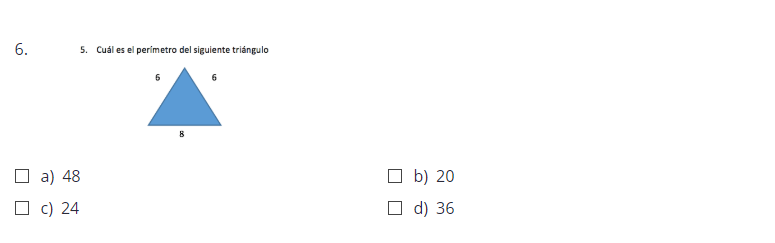 6.
5. Cuál es el perímetro del siguiente triángulo
6 6
8
a) 48 b) 20
c) 24 d) 36